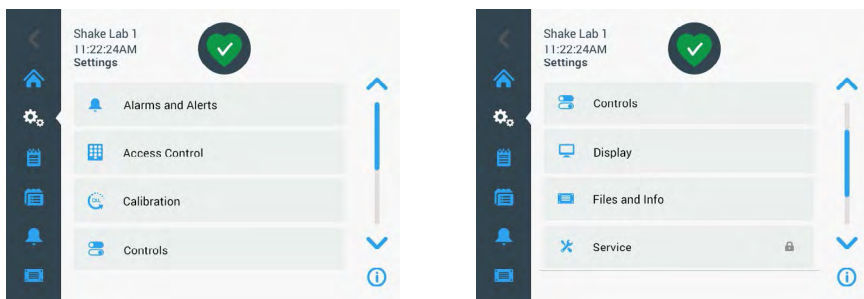 Shake Lab 1
11:22:24AM
Settings
Alarms and Alerts
Access Control
CAL
Calibration
Controls
Shake Lab 1
11:22:24AM
Settings
Controls
Display
Files and Info
Service